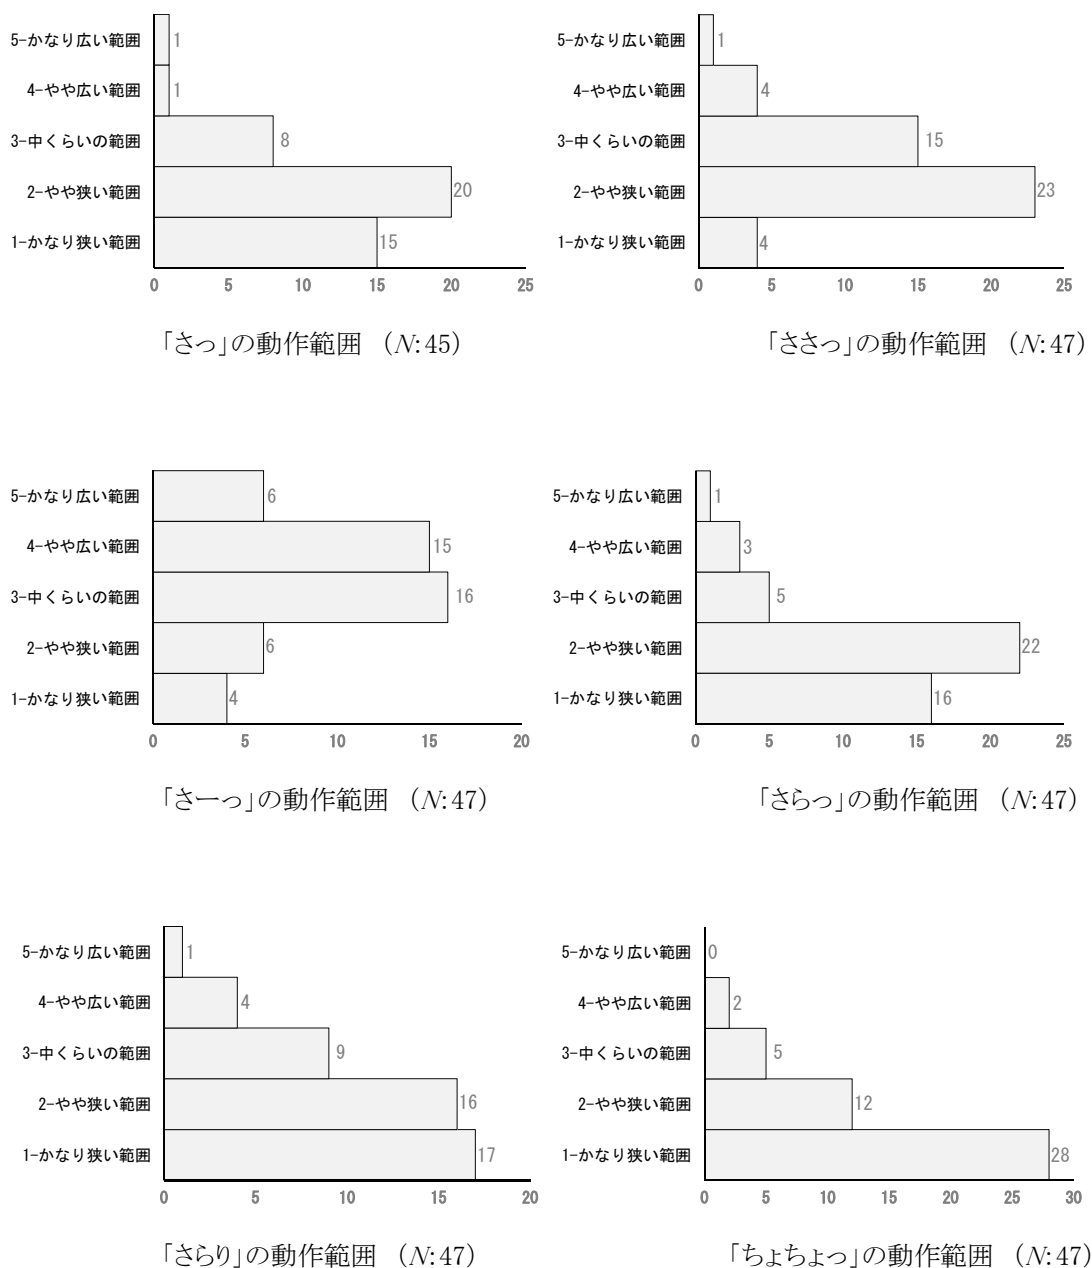 5-かなり広い範囲 1
4-やや広い範囲 1
3-中くらいの範囲 8
2-やや狭い範囲 20
1-かなり狭い範囲 15
0 5 10 15 20 25
「さっ」の動作範囲 (N:45)
5-かなり広い範囲 1
4-やや広い範囲 4
3-中くらいの範囲 15
2-やや狭い範囲 23
1-かなり狭い範囲 4
0 5 10 15 20 25
「ささっ」の動作範囲 (N:47)
5-かなり広い範囲 6
4-やや広い範囲 15
3-中くらいの範囲 16
2-やや狭い範囲 6
1-かなり狭い範囲 4
0 5 10 15 20
「さーっ」の動作範囲 (N:47)
5-かなり広い範囲 1
4-やや広い範囲 3
3-中くらいの範囲 5
2-やや狭い範囲 22
1-かなり狭い範囲 16
0 5 10 15 20 25
「さらっ」の動作範囲 (N:47)
5-かなり広い範囲 1
4-やや広い範囲 4
3-中くらいの範囲 9
2-やや狭い範囲 16
1-かなり狭い範囲 17
0 5 10 15 20
「さらり」の動作範囲 (N:47)
5-かなり広い範囲 0
4-やや広い範囲 2
3-中くらいの範囲 5
2-やや狭い範囲 12
1-かなり狭い範囲 28
0 5 10 15 20 25 30
「ちょちょっ」の動作範囲 (N:47)